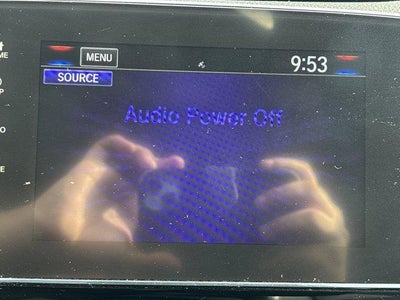 MENU
9:53
SOURCE
Audio Power Off